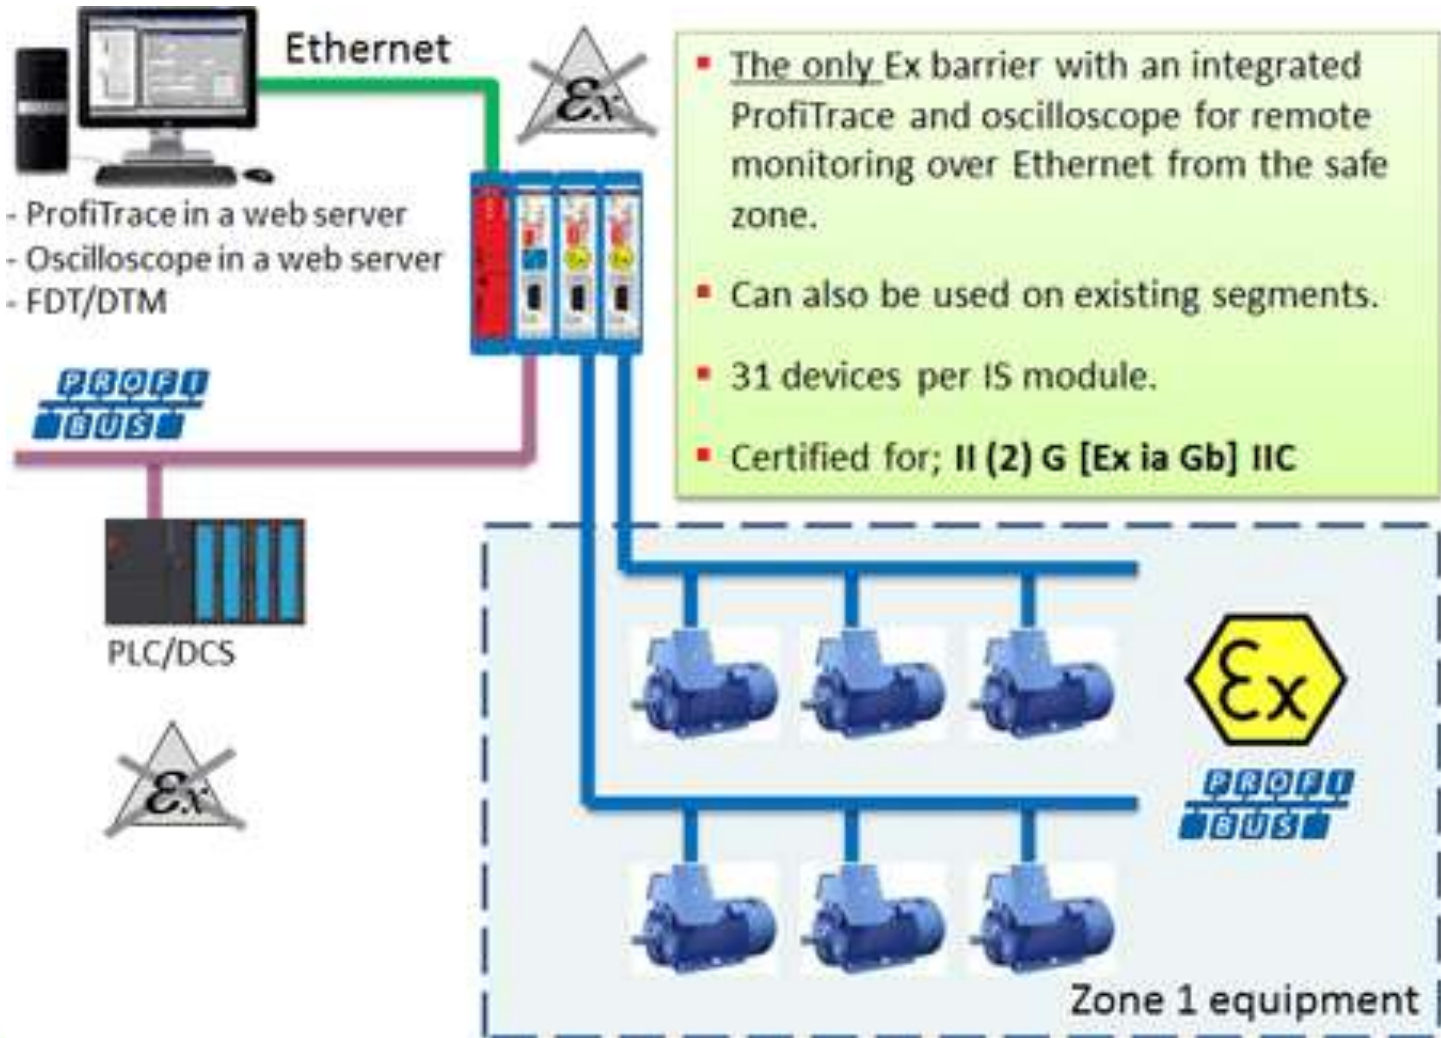 Ethernet
Ex
- ProfiTrace in a web server
- Oscilloscope in a web server
- FDT/DTM
▪ The only Ex barrier with an integrated
ProfiTrace and oscilloscope for remote
monitoring over Ethernet from the safe
zone.
▪ Can also be used on existing segments.
▪ 31 devices per IS module.
▪ Certified for; II (2) G [Ex ia Gb] IIC
PROFI
BUS
PLC/DCS
Ex
Ex
PROFI
BUS
Zone 1 equipment